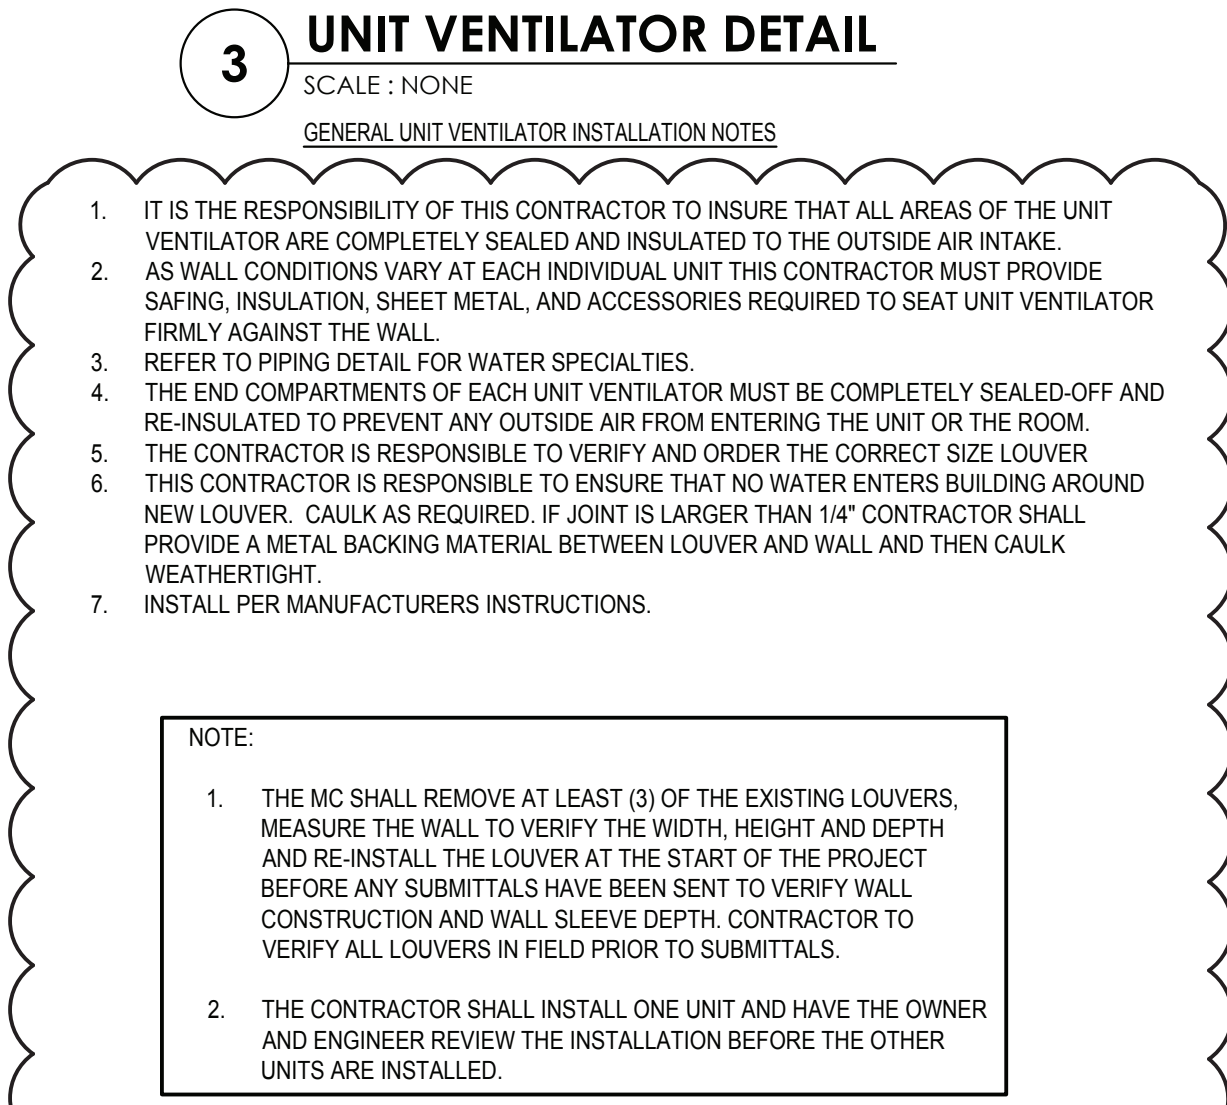 3
UNIT VENTILATOR DETAIL
SCALE : NONE
GENERAL UNIT VENTILATOR INSTALLATION NOTES
1. IT IS THE RESPONSIBILITY OF THIS CONTRACTOR TO INSURE THAT ALL AREAS OF THE UNIT
VENTILATOR ARE COMPLETELY SEALED AND INSULATED TO THE OUTSIDE AIR INTAKE.
2. AS WALL CONDITIONS VARY AT EACH INDIVIDUAL UNIT THIS CONTRACTOR MUST PROVIDE
SAFING, INSULATION, SHEET METAL, AND ACCESSORIES REQUIRED TO SEAT UNIT VENTILATOR
FIRMLY AGAINST THE WALL.
3. REFER TO PIPING DETAIL FOR WATER SPECIALTIES.
4. THE END COMPARTMENTS OF EACH UNIT VENTILATOR MUST BE COMPLETELY SEALED-OFF AND
RE-INSULATED TO PREVENT ANY OUTSIDE AIR FROM ENTERING THE UNIT OR THE ROOM.
5. THE CONTRACTOR IS RESPONSIBLE TO VERIFY AND ORDER THE CORRECT SIZE LOUVER
6. THIS CONTRACTOR IS RESPONSIBLE TO ENSURE THAT NO WATER ENTERS BUILDING AROUND
NEW LOUVER. CAULK AS REQUIRED. IF JOINT IS LARGER THAN 1/4" CONTRACTOR SHALL
PROVIDE A METAL BACKING MATERIAL BETWEEN LOUVER AND WALL AND THEN CAULK
WEATHERTIGHT.
7. INSTALL PER MANUFACTURERS INSTRUCTIONS.
NOTE:
1. THE MC SHALL REMOVE AT LEAST (3) OF THE EXISTING LOUVERS,
MEASURE THE WALL TO VERIFY THE WIDTH, HEIGHT AND DEPTH
AND RE-INSTALL THE LOUVER AT THE START OF THE PROJECT
BEFORE ANY SUBMITTALS HAVE BEEN SENT TO VERIFY WALL
CONSTRUCTION AND WALL SLEEVE DEPTH. CONTRACTOR TO
VERIFY ALL LOUVERS IN FIELD PRIOR TO SUBMITTALS.
2. THE CONTRACTOR SHALL INSTALL ONE UNIT AND HAVE THE OWNER
AND ENGINEER REVIEW THE INSTALLATION BEFORE THE OTHER
UNITS ARE INSTALLED.